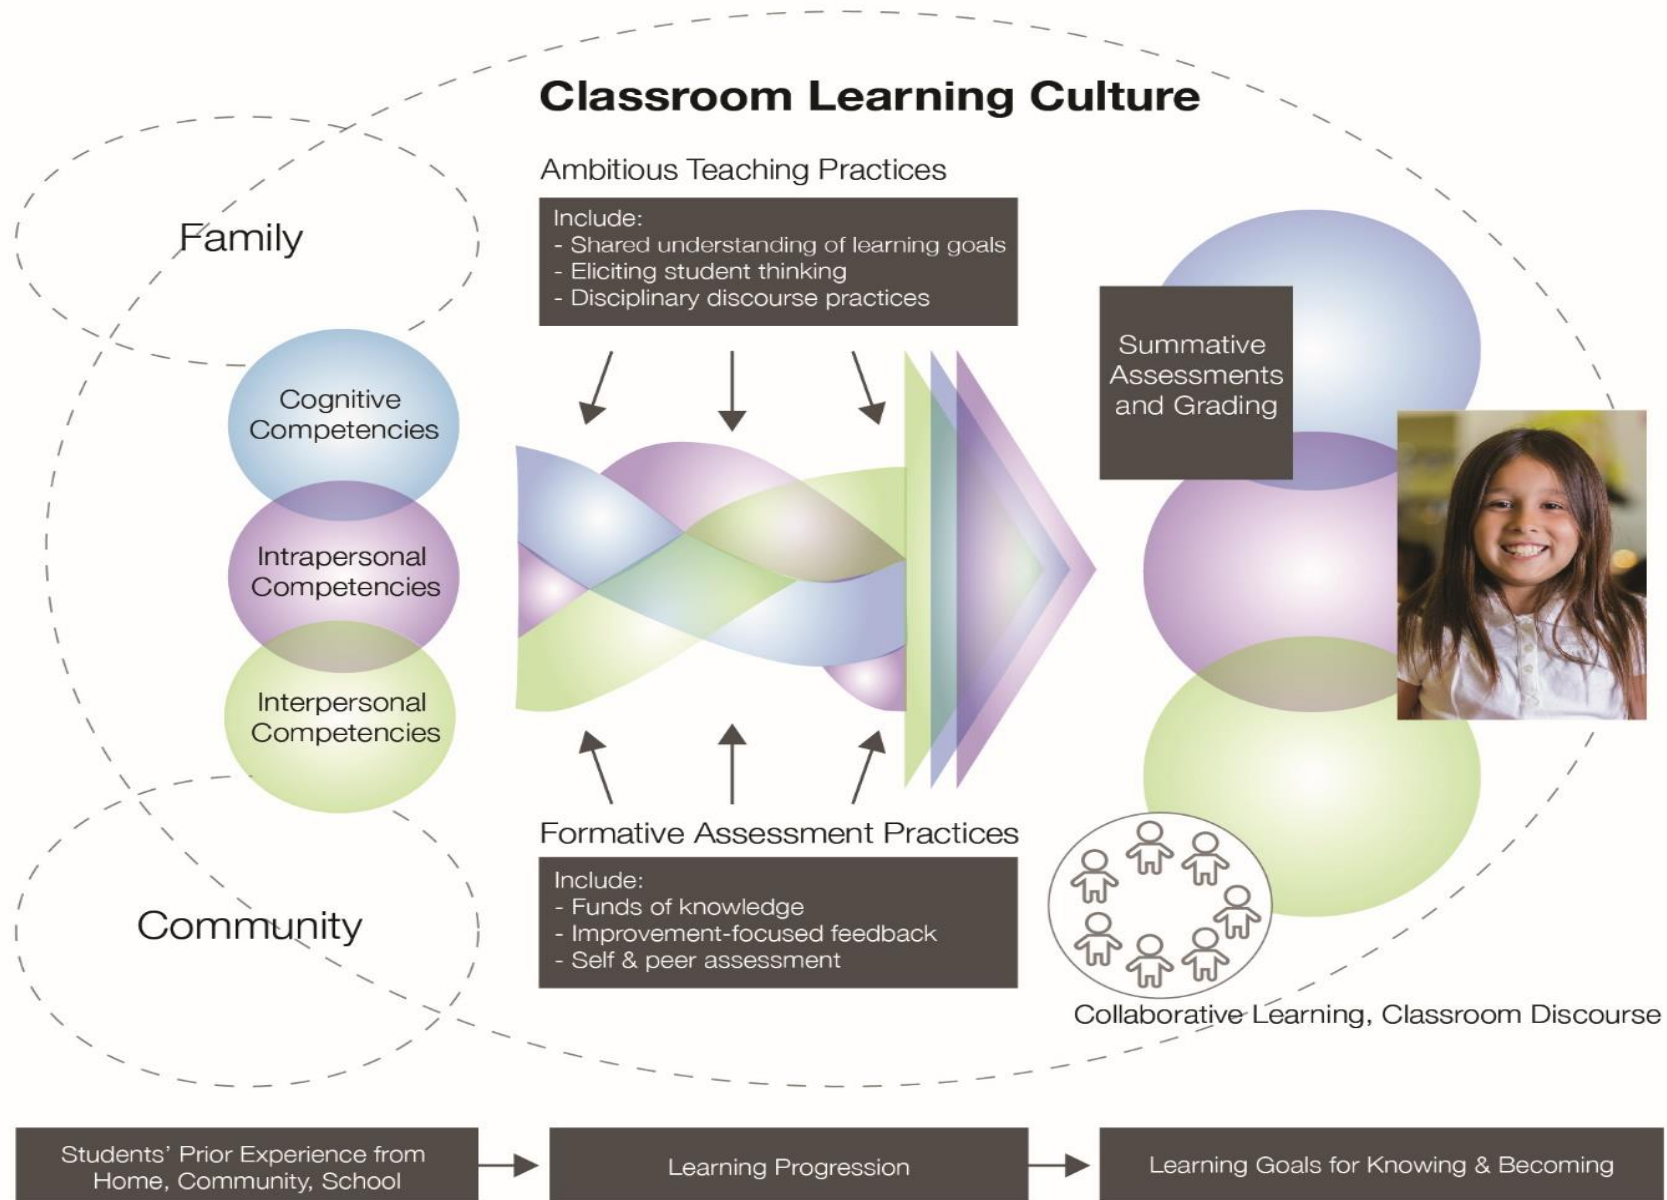 Classroom Learning Culture
Ambitious Teaching Practices
Include:
- Shared understanding of learning goals
- Eliciting student thinking
- Disciplinary discourse practices
Family
Cognitive
Competencies
Intrapersonal
Competencies
Interpersonal
Competencies
Community
Summative
Assessments
and Grading
Formative Assessment Practices
Include:
- Funds of knowledge
- Improvement-focused feedback
- Self & peer assessment
Collaborative Learning, Classroom Discourse
Students’ Prior Experience from
Home, Community, School
Learning Progression
Learning Goals for Knowing & Becoming